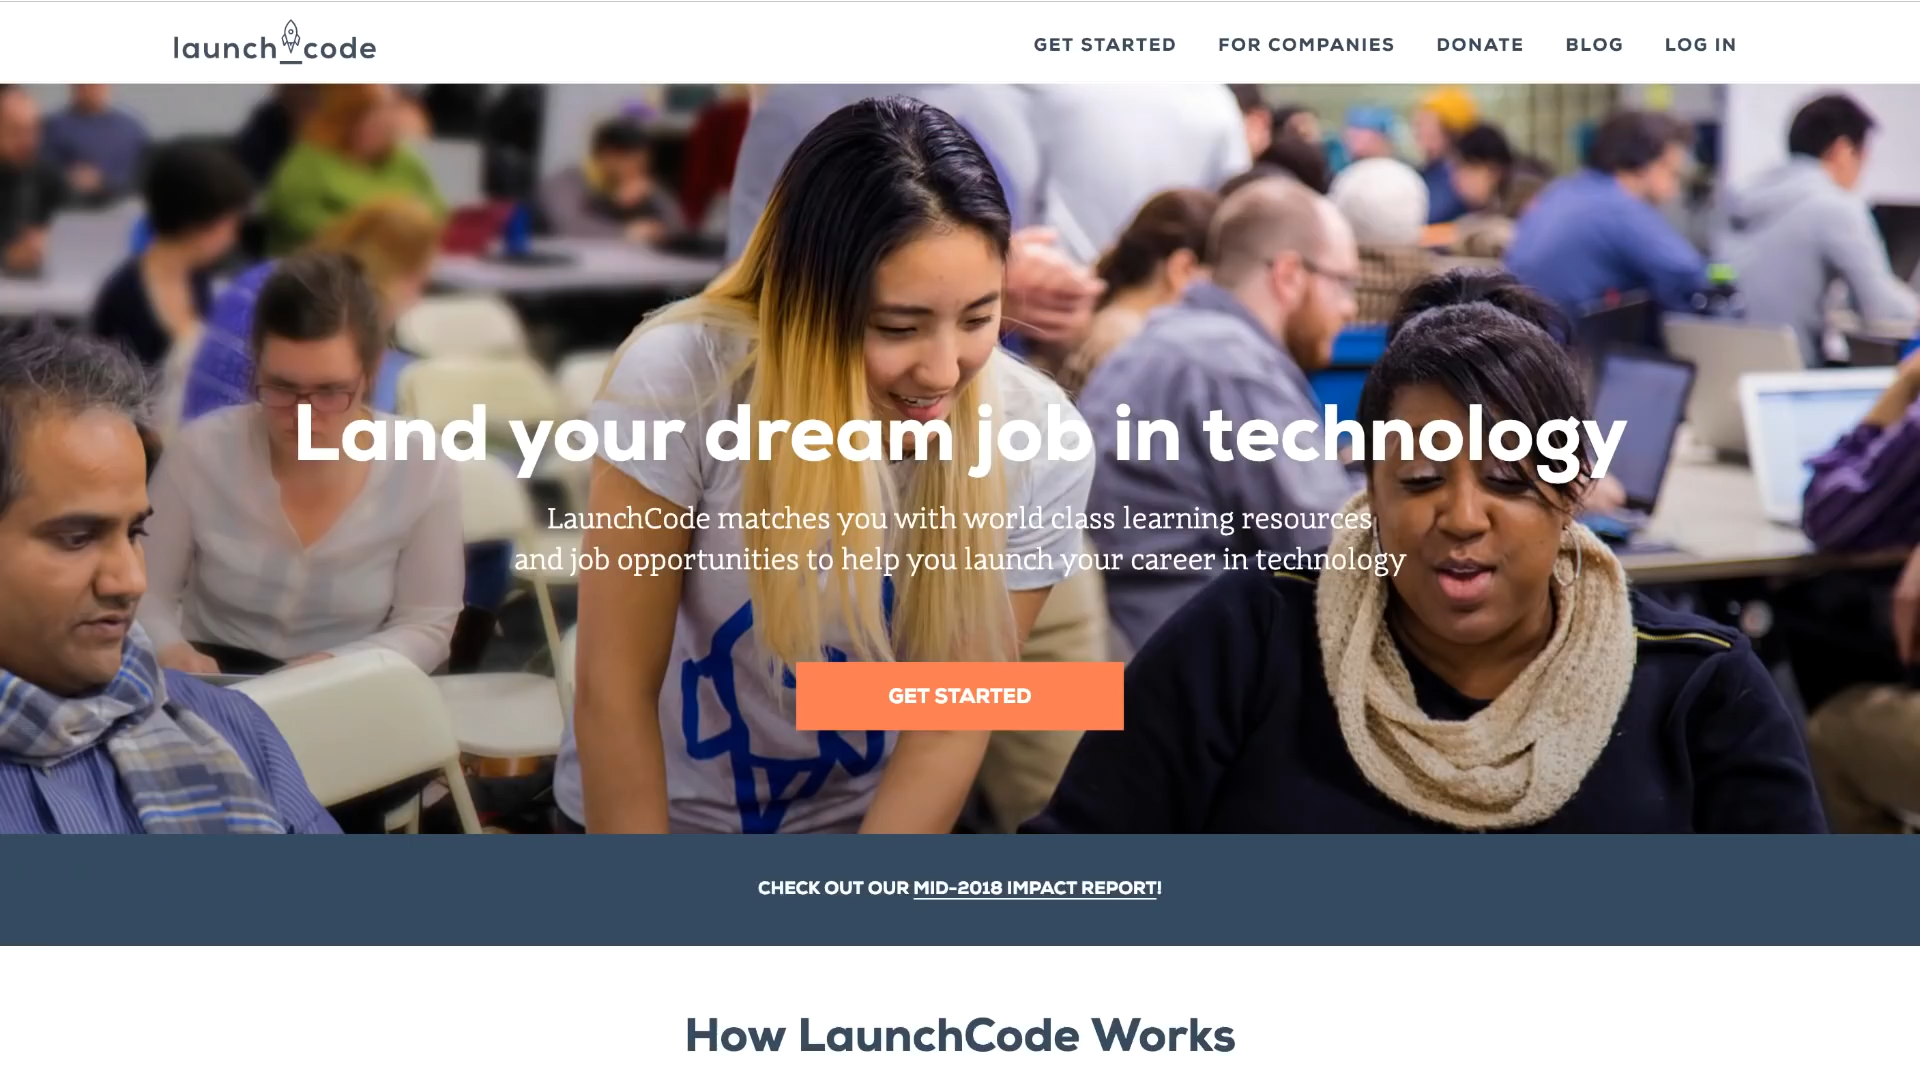 launch_code
GET STARTED
FOR COMPANIES
DONATE
BLOG
LOG IN
Land your dream job in technology
LaunchCode matches you with world class learning resources
and job opportunities to help you launch your career in technology
GET STARTED
CHECK OUT OUR MID-2018 IMPACT REPORT!
How LaunchCode Works